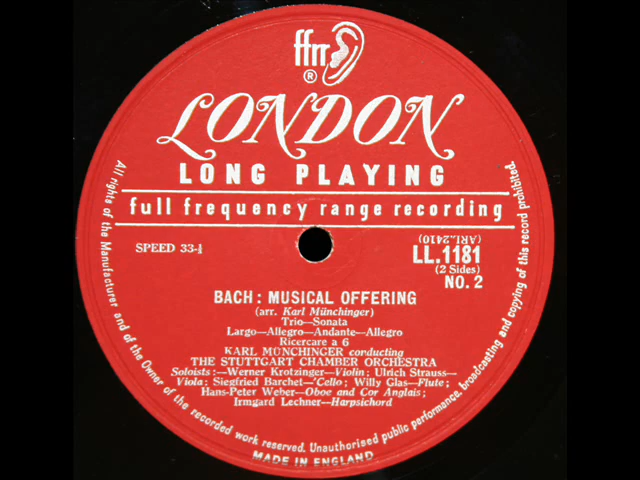 ffrr
®
LONDON
LONG PLAYING
full frequency range recording
SPEED 33-⅓
(ARL.2410)
LL.1181
(2 Sides)
NO. 2
BACH : MUSICAL OFFERING
(arr. Karl Münchinger)
Trio—Sonata
Largo—Allegro—Andante—Allegro
Ricercare a 6
KARL MÜNCHINGER conducting
THE STUTTGART CHAMBER ORCHESTRA
Soloists :—Werner Krotzinger—Violin ; Ulrich Strauss—
Viola ; Siegfried Barchet—'Cello ; Willy Glas—Flute ;
Hans-Peter Weber—Oboe and Cor Anglais ;
Irmgard Lechner—Harpsichord
All rights of the Manufacturer and of the Owner of the recorded work reserved. Unauthorised public performance, broadcasting and copying of this record prohibited.
MADE IN ENGLAND.